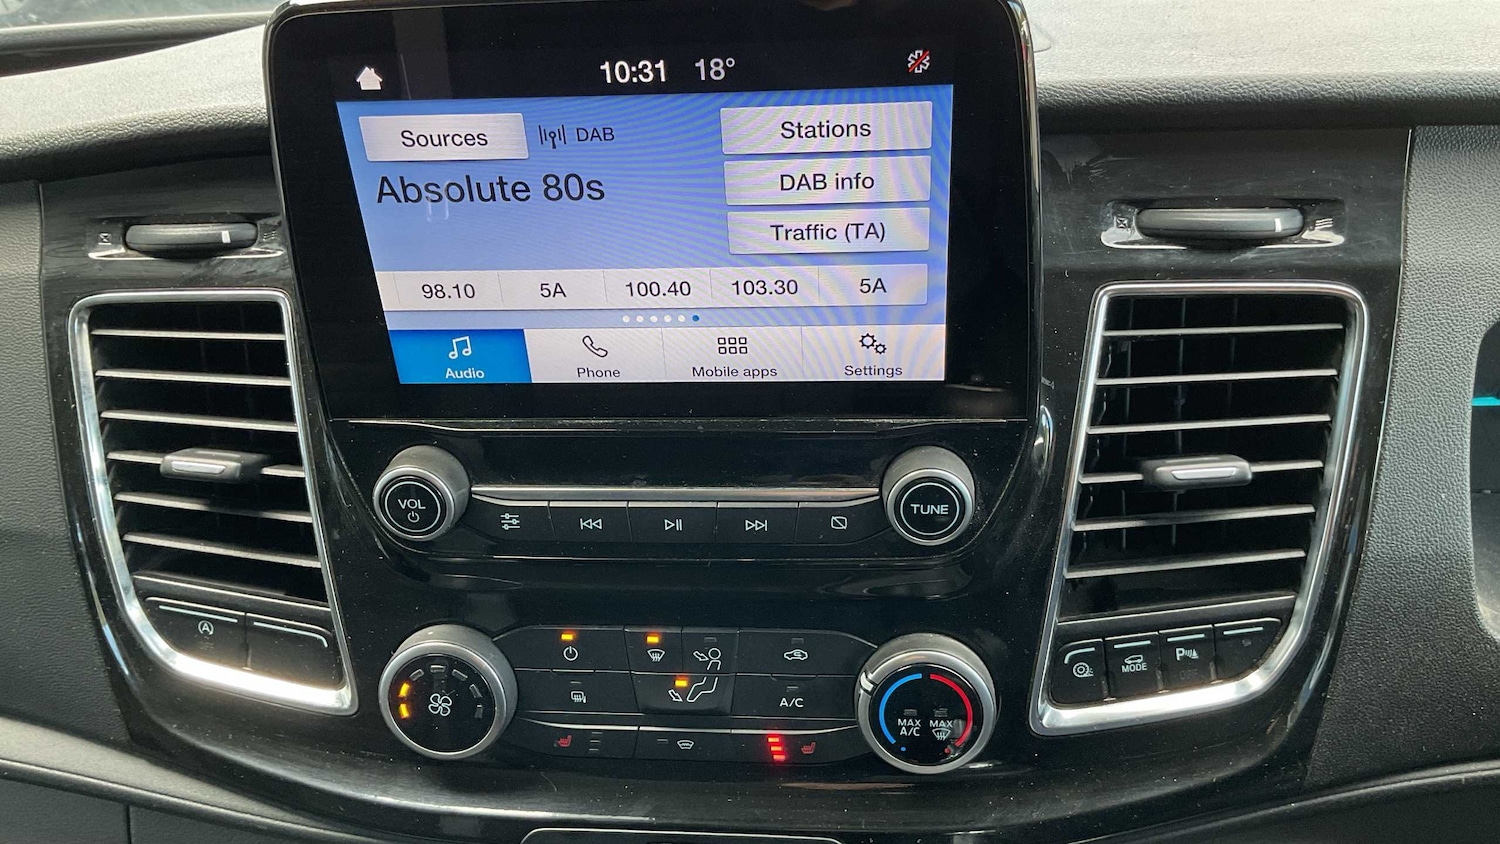 10:31 18°
Sources DAB
Stations
Absolute 80s
DAB info
Traffic (TA)
98.10 5A 100.40 103.30 5A
Audio Phone Mobile apps Settings
VOL
TUNE
A
A/C
MAX A/C MAX
MODE
P
OFF